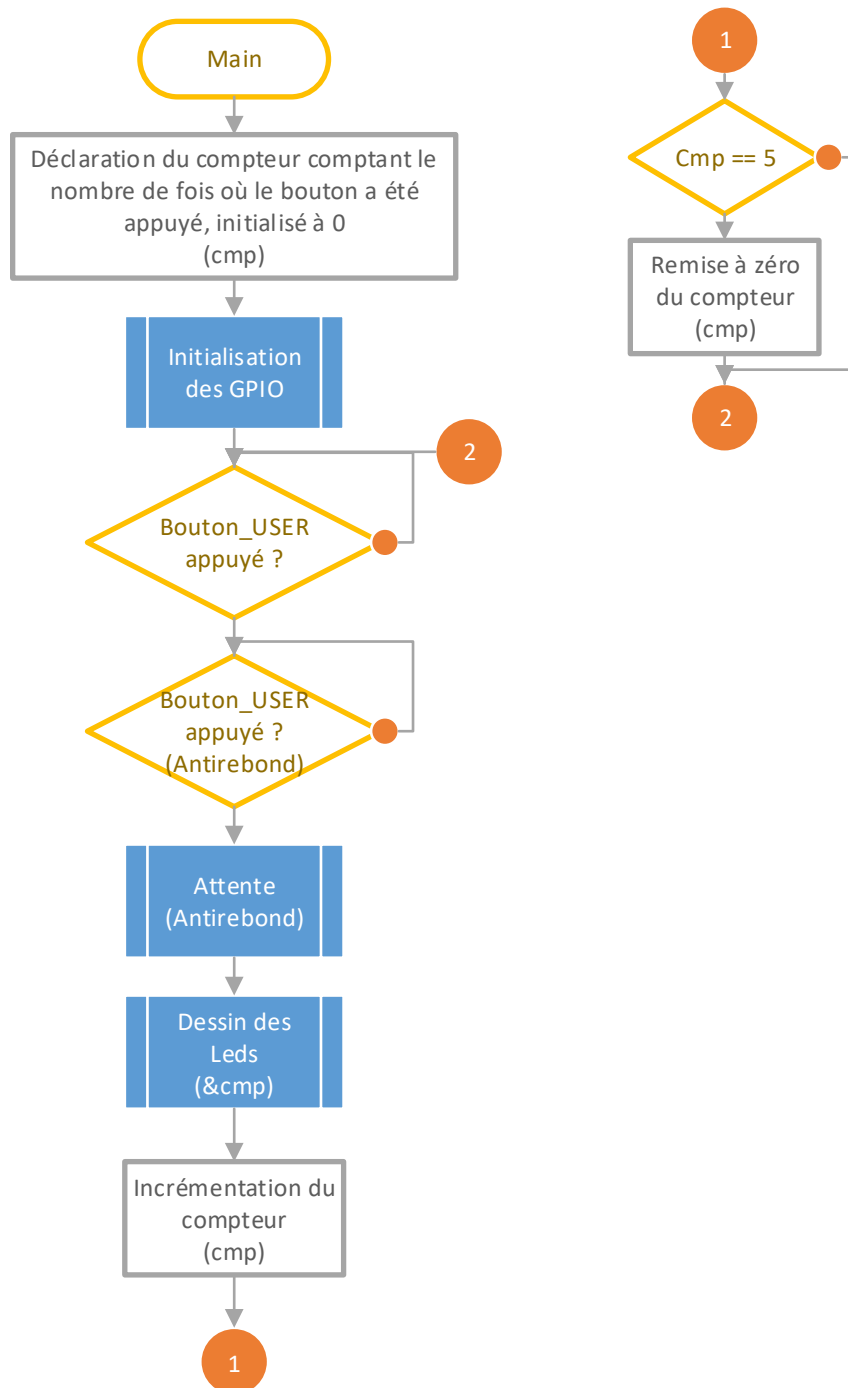 Main
Déclaration du compteur comptant le
nombre de fois où le bouton a été
appuyé, initialisé à 0
(cmp)
Initialisation
des GPIO
2
Bouton_USER
appuyé ?
Bouton_USER
appuyé ?
(Antirebond)
Attente
(Antirebond)
Dessin des
Leds
(&cmp)
Incrémentation du
compteur
(cmp)
1
1
Cmp == 5
Remise à zéro
du compteur
(cmp)
2